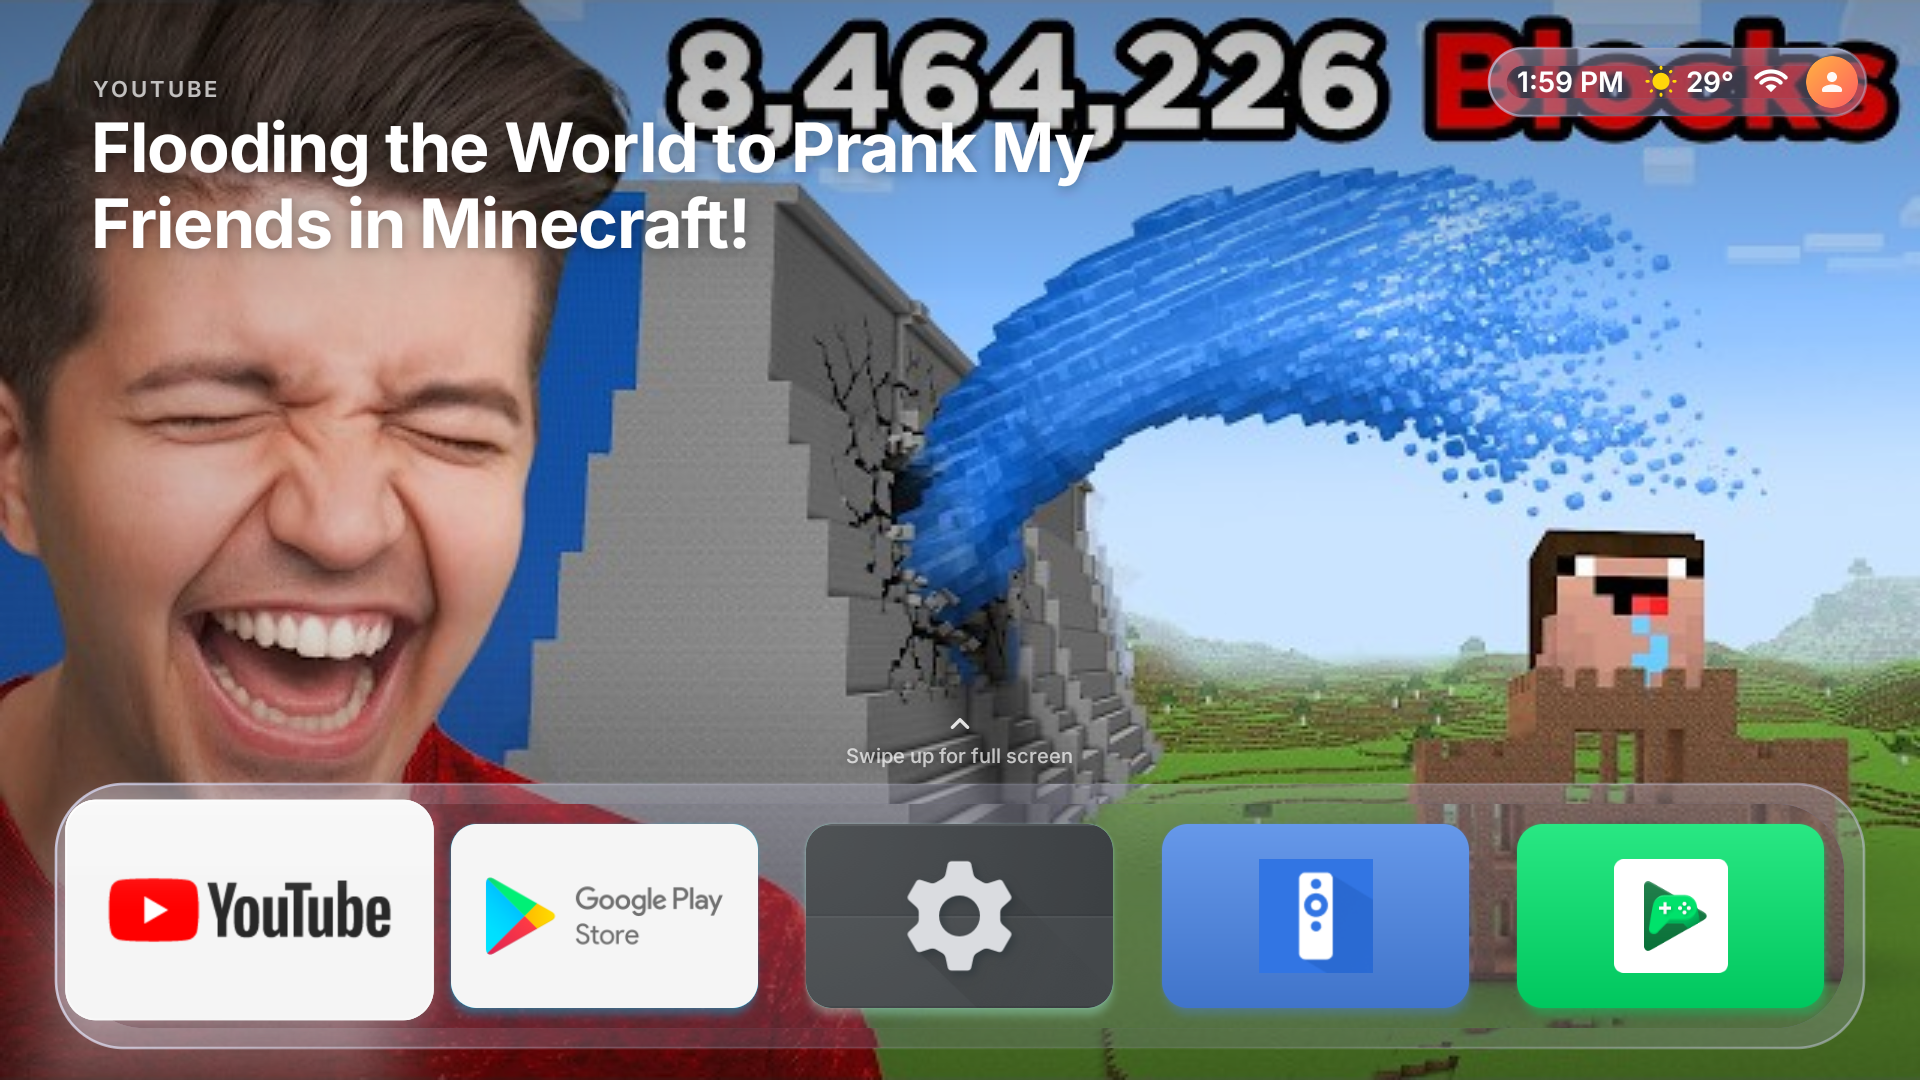 8,464,226 Blocks
1:59 PM 29°
YOUTUBE
Flooding the World to Prank My
Friends in Minecraft!
Swipe up for full screen
YouTube
Google Play
Store